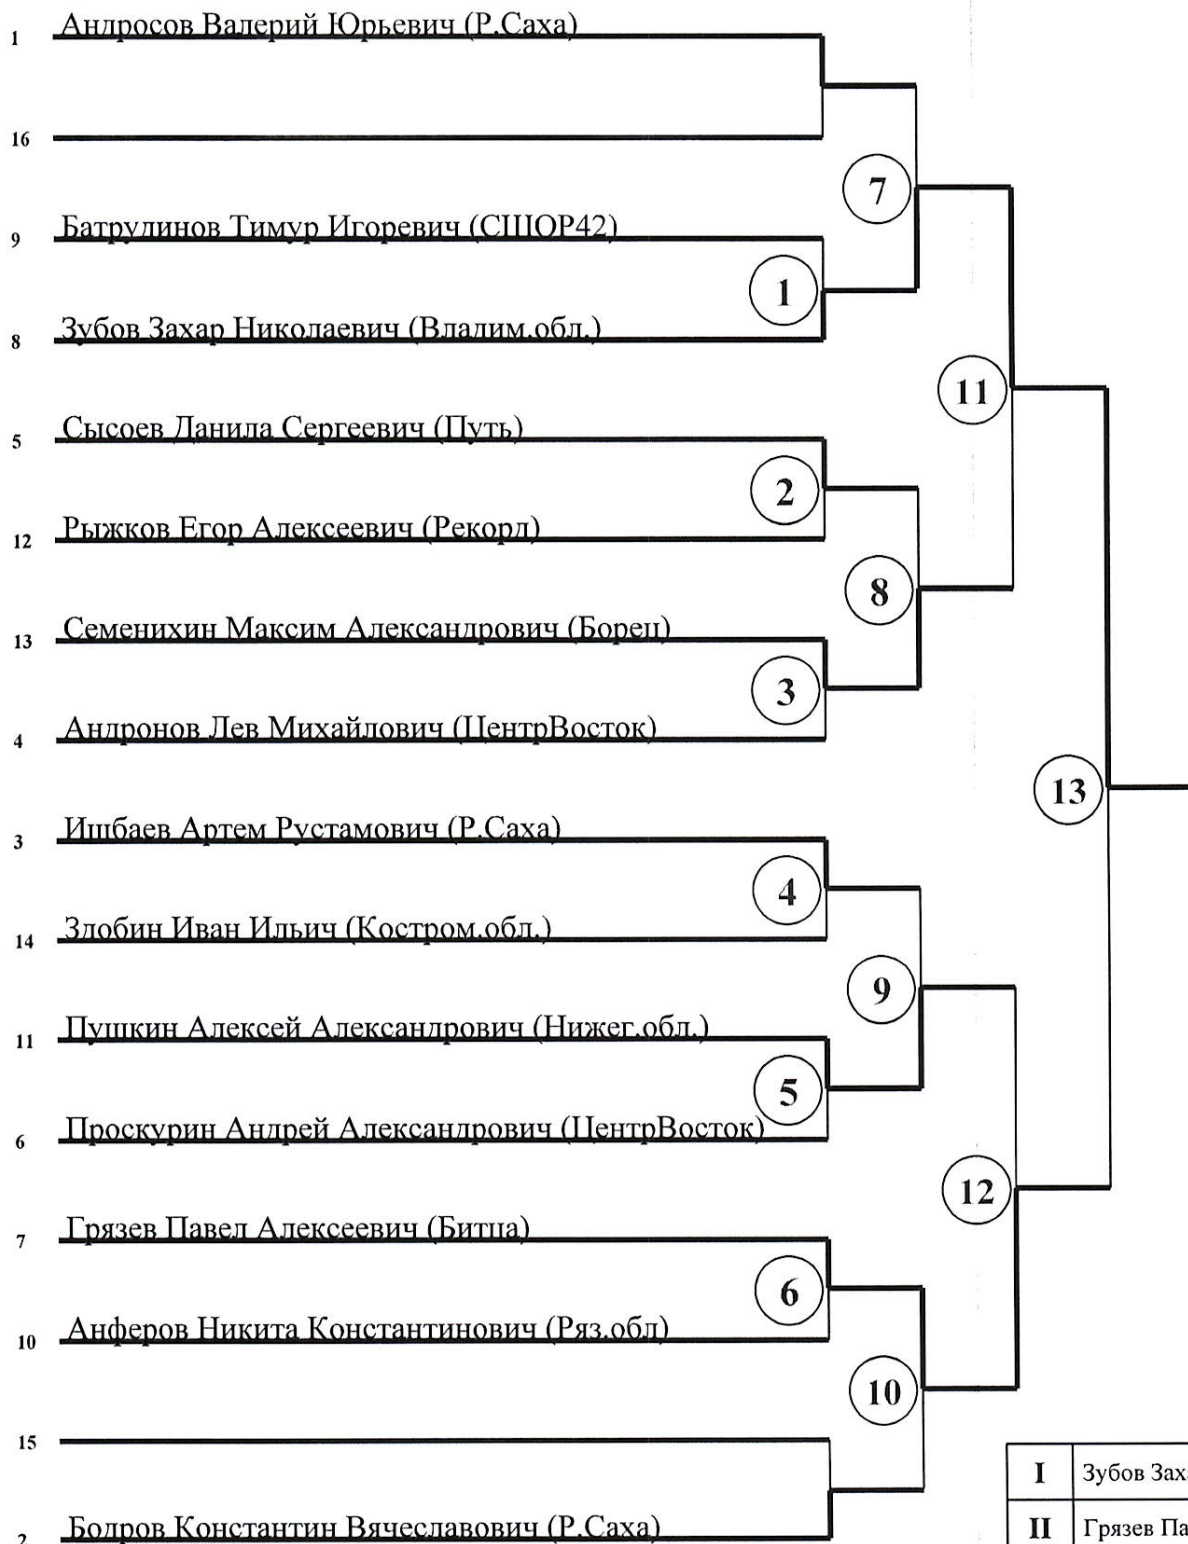 1 Андросов Валерий Юрьевич (Р.Саха)
16
7
9 Батрудинов Тимур Игоревич (СШОР42)
1
8 Зубов Захар Николаевич (Владим.обл.)
11
5 Сысоев Данила Сергеевич (Путь)
2
12 Рыжков Егор Алексеевич (Рекорд)
8
13 Семенихин Максим Александрович (Борец)
3
4 Андронов Лев Михайлович (ЦентрВосток)
13
3 Ишбаев Артем Рустамович (Р.Саха)
4
14 Злобин Иван Ильич (Костром.обл.)
9
11 Пушкин Алексей Александрович (Нижег.обл.)
5
6 Проскурин Андрей Александрович (ЦентрВосток)
12
7 Грязев Павел Алексеевич (Битца)
6
10 Анферов Никита Константинович (Ряз.обл)
10
15
I Зубов Зах
2 Бодров Константин Вячеславович (Р.Саха)
II Грязев Па